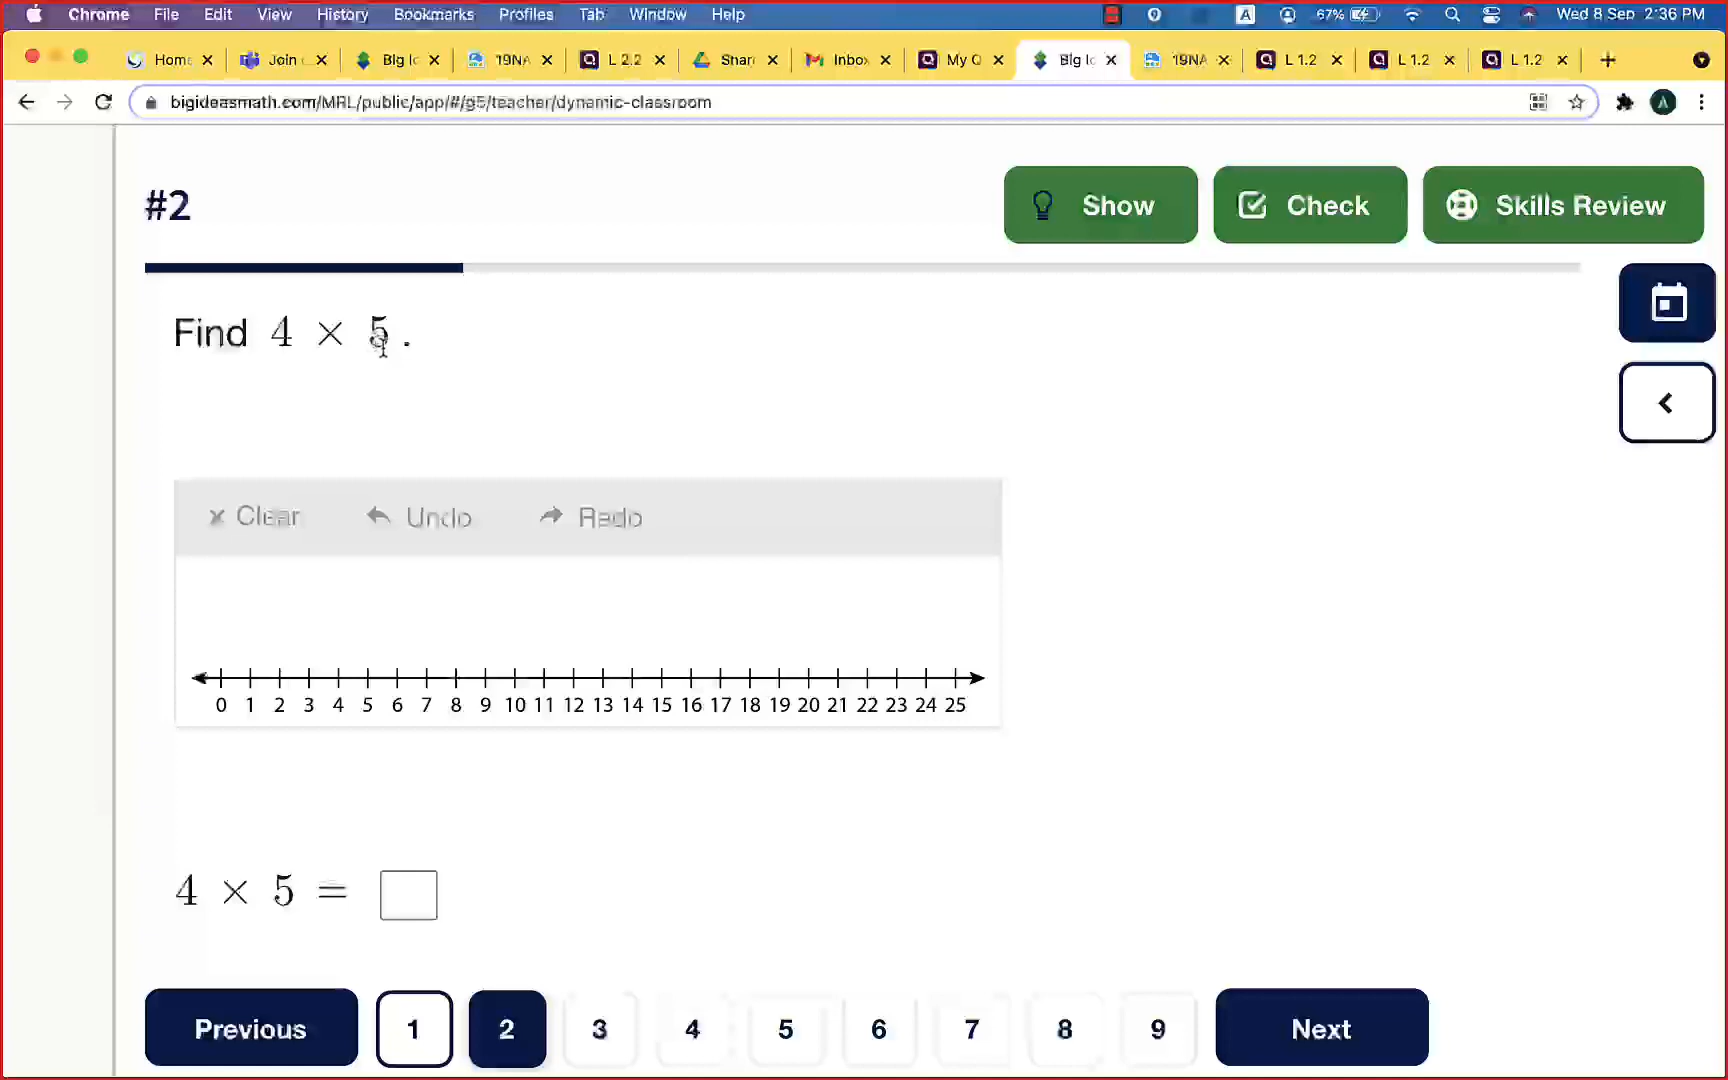 Chrome File Edit View History Bookmarks Profiles Tab Window Help A 67% Wed 8 Sep 2:36 PM
Home Join Big Ic 19NA L 2.2 Shar Inbox My Q Big Ic 19NA L 1.2 L 1.2 L 1.2
bigideasmath.com/MRL/public/app/#/g5/teacher/dynamic-classroom A
#2 Show Check Skills Review
Find 4 × 5 .
Clear Undo Redo
0 1 2 3 4 5 6 7 8 9 10 11 12 13 14 15 16 17 18 19 20 21 22 23 24 25
4 × 5 =
Previous 1 2 3 4 5 6 7 8 9 Next